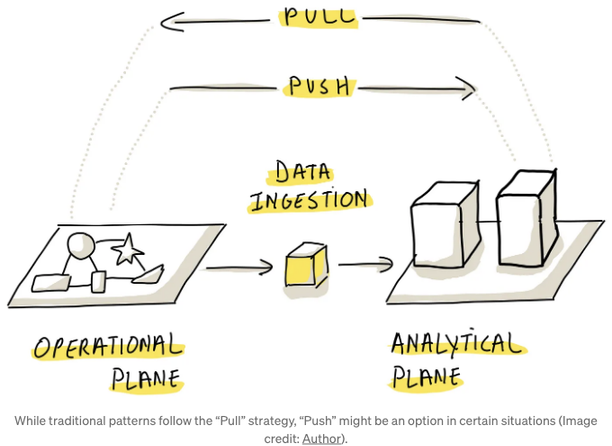 PULL
PUSH
DATA
INGESTION
OPERATIONAL
PLANE
ANALYTICAL
PLANE
While traditional patterns follow the “Pull” strategy, “Push” might be an option in certain situations (Image
credit: Author).